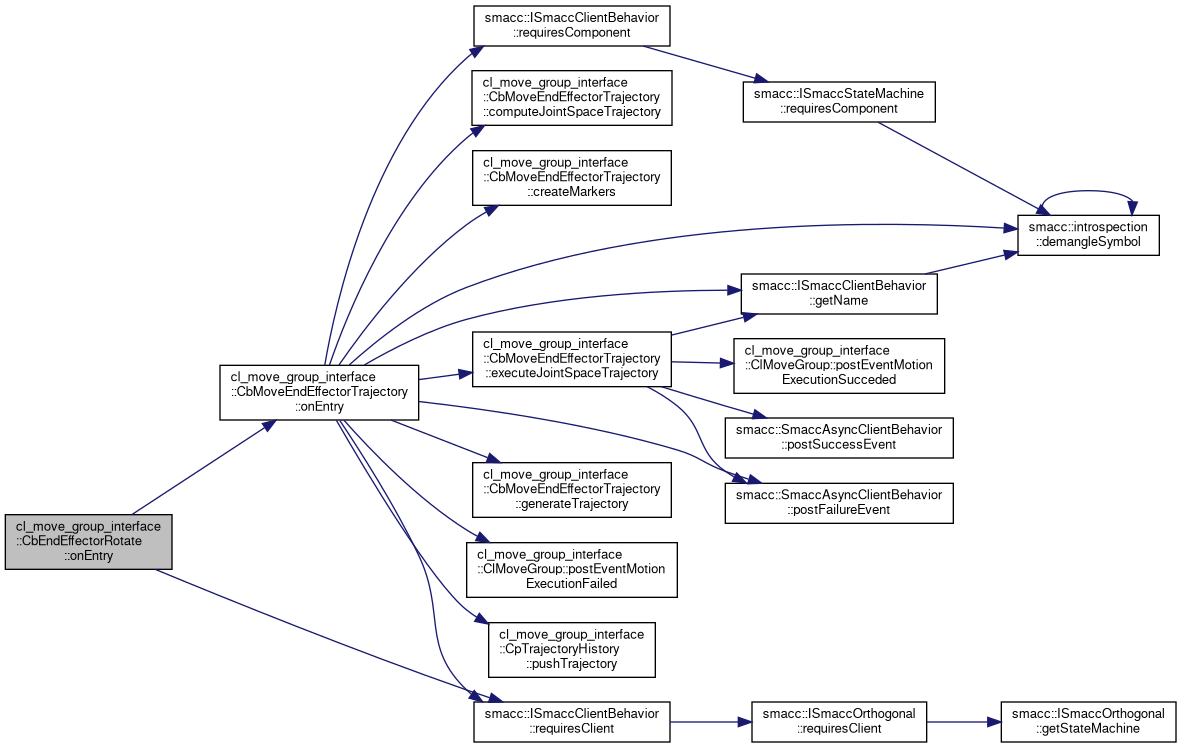 smacc::ISmaccClientBehavior
::requiresComponent
cl_move_group_interface
::CbMoveEndEffectorTrajectory
::computeJointSpaceTrajectory
smacc::ISmaccStateMachine
::requiresComponent
cl_move_group_interface
::CbMoveEndEffectorTrajectory
::createMarkers
smacc::introspection
::demangleSymbol
smacc::ISmaccClientBehavior
::getName
cl_move_group_interface
::CbMoveEndEffectorTrajectory
::executeJointSpaceTrajectory
cl_move_group_interface
::ClMoveGroup::postEventMotion
ExecutionSucceded
cl_move_group_interface
::CbMoveEndEffectorTrajectory
::onEntry
smacc::SmaccAsyncClientBehavior
::postSuccessEvent
cl_move_group_interface
::CbMoveEndEffectorTrajectory
::generateTrajectory
smacc::SmaccAsyncClientBehavior
::postFailureEvent
cl_move_group_interface
::CbEndEffectorRotate
::onEntry
cl_move_group_interface
::ClMoveGroup::postEventMotion
ExecutionFailed
cl_move_group_interface
::CpTrajectoryHistory
::pushTrajectory
smacc::ISmaccClientBehavior
::requiresClient
smacc::ISmaccOrthogonal
::requiresClient
smacc::ISmaccOrthogonal
::getStateMachine